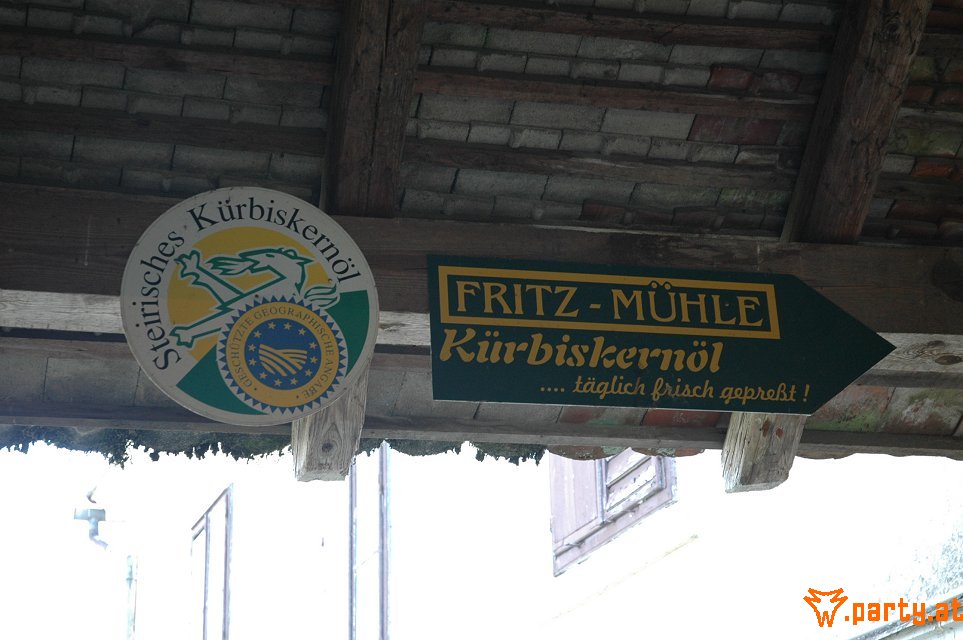 Steirisches Kürbiskernöl
· GESCHÜTZTE GEOGRAPHISCHE ANGABE ·
FRITZ - MÜHLE
Kürbiskernöl
.... täglich frisch gepreßt !
W.party.at